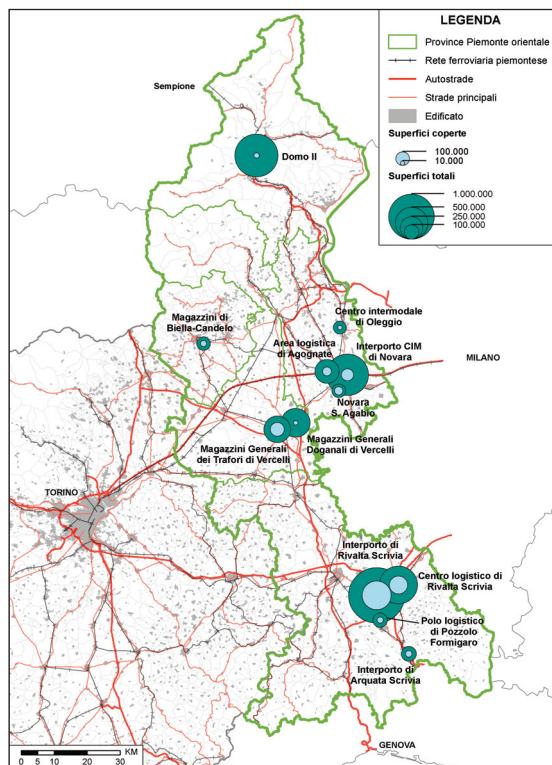 LEGENDA
Province Piemonte orientale
Rete ferroviaria piemontese
Autostrade
Strade principali
Edificato
Superfici coperte
100.000
10.000
Superfici totali
1.000.000
500.000
250.000
100.000
Sempione
Domo II
Centro intermodale
di Oleggio
Magazzini di
Biella-Candelo
Area logistica
di Agognate
Interporto CIM
di Novara
MILANO
Novara
S. Agabio
Magazzini Generali
Doganali di Vercelli
Magazzini Generali
dei Trafori di Vercelli
TORINO
Interporto di
Rivalta Scrivia
Centro logistico di
Rivalta Scrivia
Polo logistico
di Pozzolo
Formigaro
Interporto di
Arquata Scrivia
GENOVA
KM
0 5 10 20 30